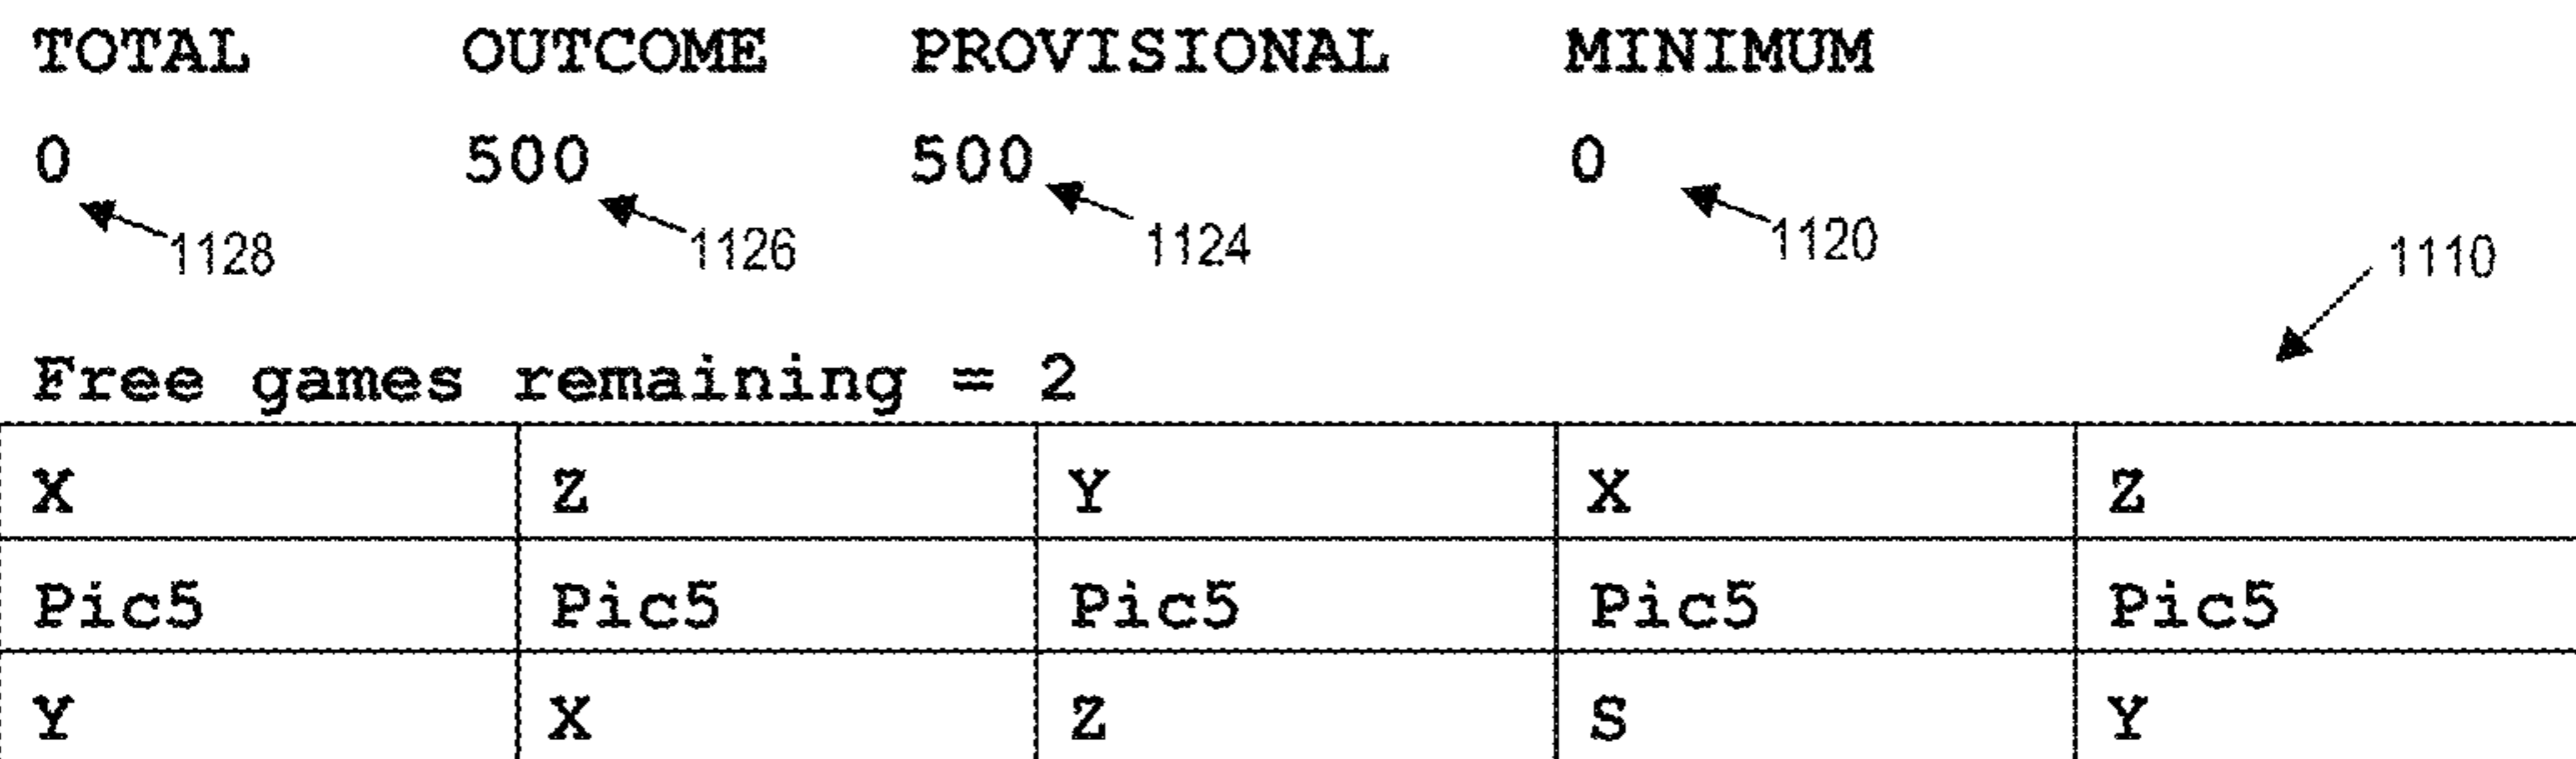 TOTAL OUTCOME PROVISIONAL MINIMUM
0 500 500 0
1128 1126 1124 1120 1110
Free games remaining = 2
X Z Y X Z
Pic5 Pic5 Pic5 Pic5 Pic5
Y X Z S Y